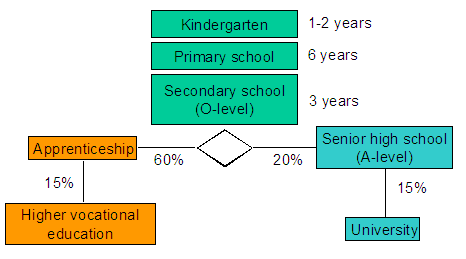 Kindergarten
1-2 years
Primary school
6 years
Secondary school
(O-level)
3 years
Apprenticeship
60%
20%
Senior high school
(A-level)
15%
15%
Higher vocational
education
University